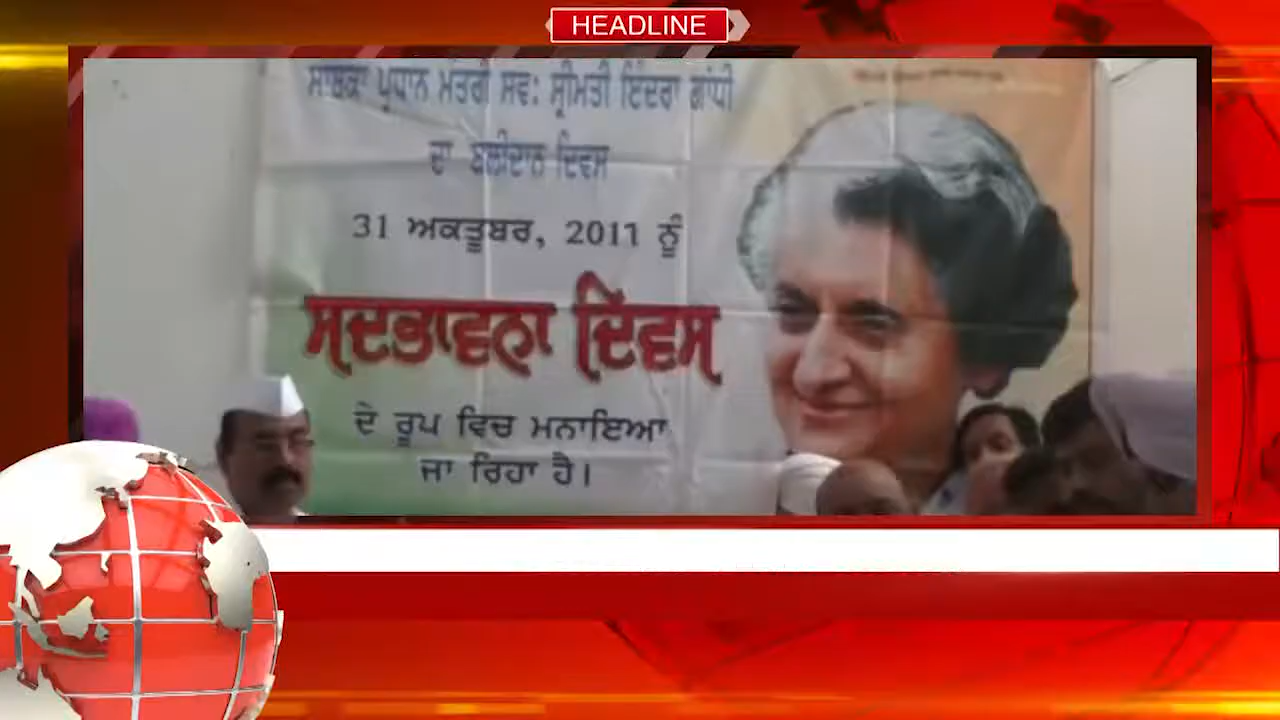 HEADLINE
ਸਾਬਕਾ ਪ੍ਰਧਾਨ ਮੰਤਰੀ ਸਵ: ਸ੍ਰੀਮਤੀ ਇੰਦਰਾ ਗਾਂਧੀ
ਦਾ ਬਲੀਦਾਨ ਦਿਵਸ
31 ਅਕਤੂਬਰ, 2011 ਨੂੰ
ਸਦਭਾਵਨਾ ਦਿੱਵਸ
ਦੇ ਰੂਪ ਵਿਚ ਮਨਾਇਆ
ਜਾ ਰਿਹਾ ਹੈ।